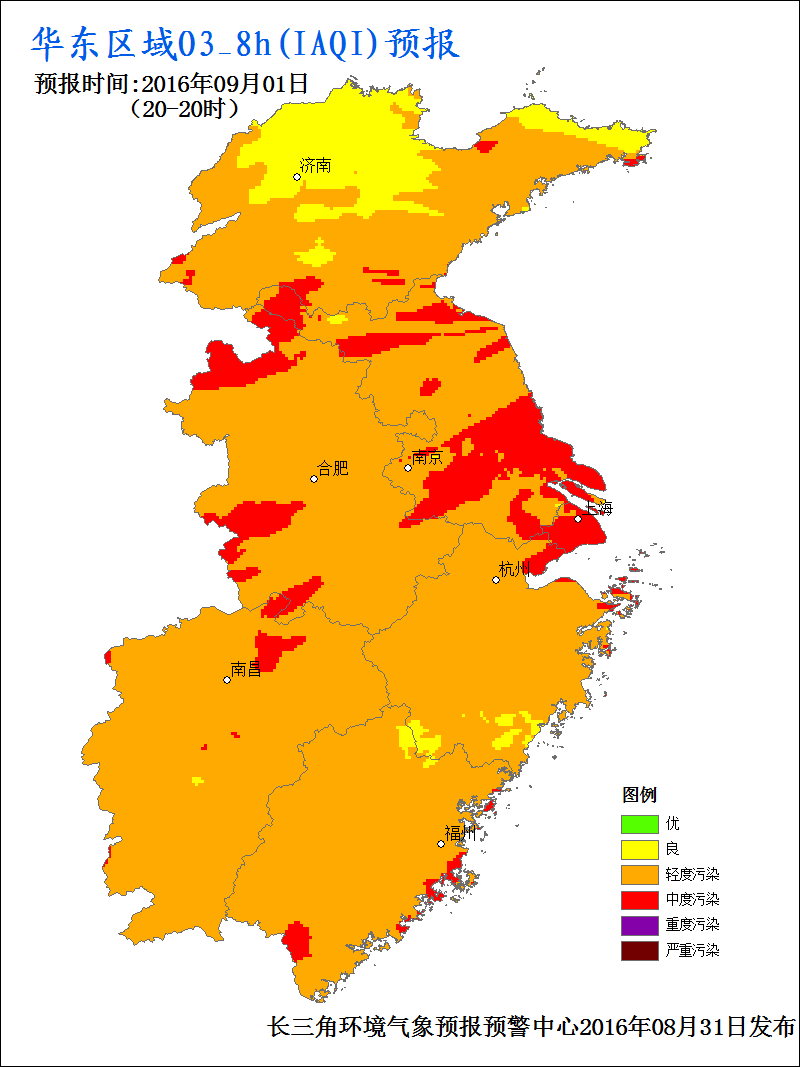 华东区域O3_8h(IAQI)预报
预报时间:2016年09月01日
（20-20时）
济南
南京
合肥
上海
杭州
南昌
福州
图例
优
良
轻度污染
中度污染
重度污染
严重污染
长三角环境气象预报预警中心2016年08月31日发布